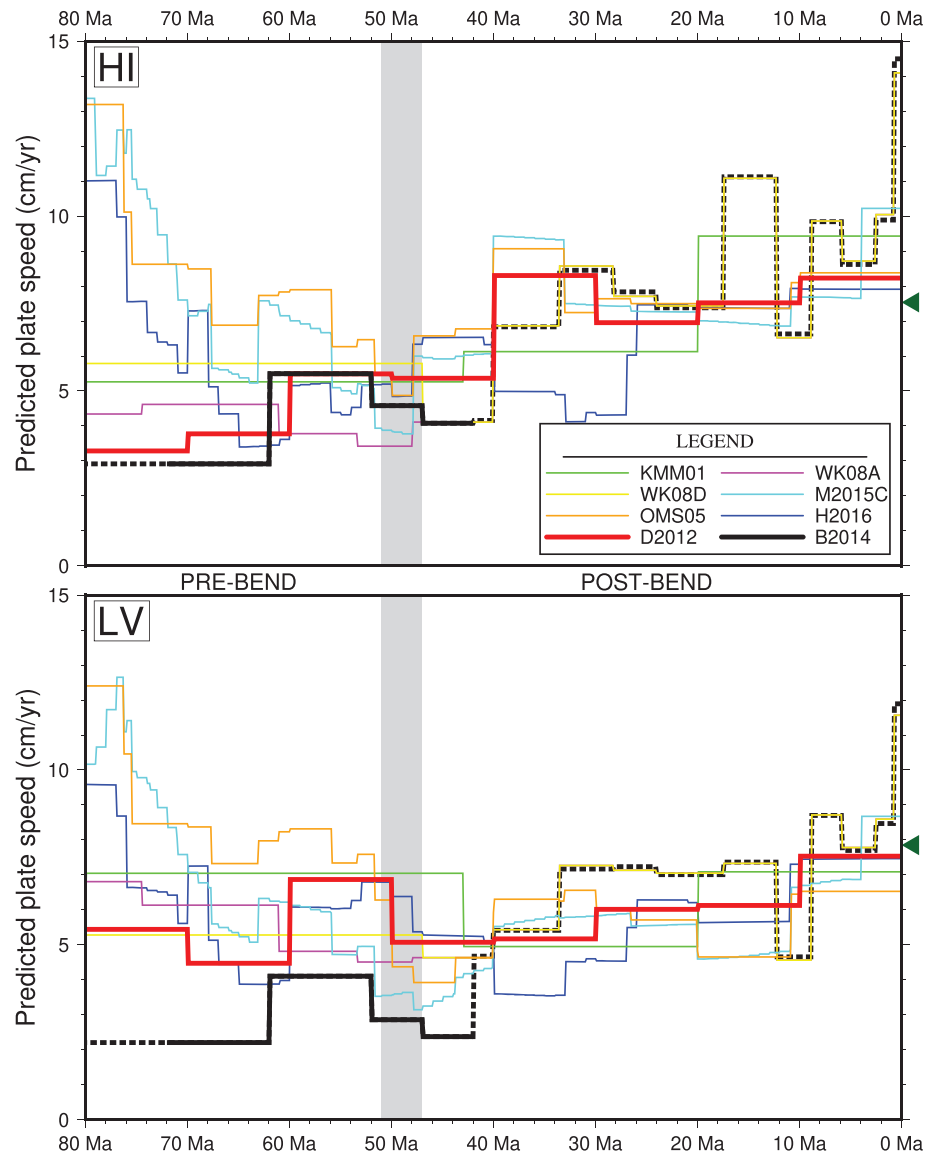 80 Ma 70 Ma 60 Ma 50 Ma 40 Ma 30 Ma 20 Ma 10 Ma 0 Ma
15
HI
10
5
0
Predicted plate speed (cm/yr)
LEGEND
KMM01 WK08A
WK08D M2015C
OMS05 H2016
D2012 B2014
PRE-BEND POST-BEND
15
LV
10
5
0
Predicted plate speed (cm/yr)
80 Ma 70 Ma 60 Ma 50 Ma 40 Ma 30 Ma 20 Ma 10 Ma 0 Ma